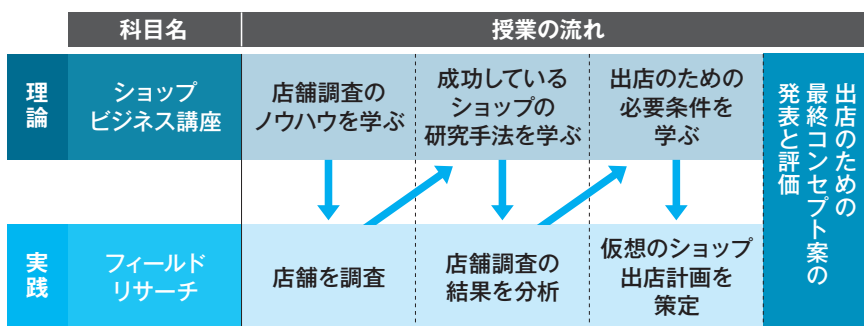 科目名
授業の流れ
理論
ショップ
ビジネス講座
店舗調査の
ノウハウを学ぶ
成功している
ショップの
研究手法を学ぶ
出店のための
必要条件を
学ぶ
実践
フィールド
リサーチ
店舗を調査
店舗調査の
結果を分析
仮想のショップ
出店計画を
策定
出店のための
最終コンセプト案の
発表と評価